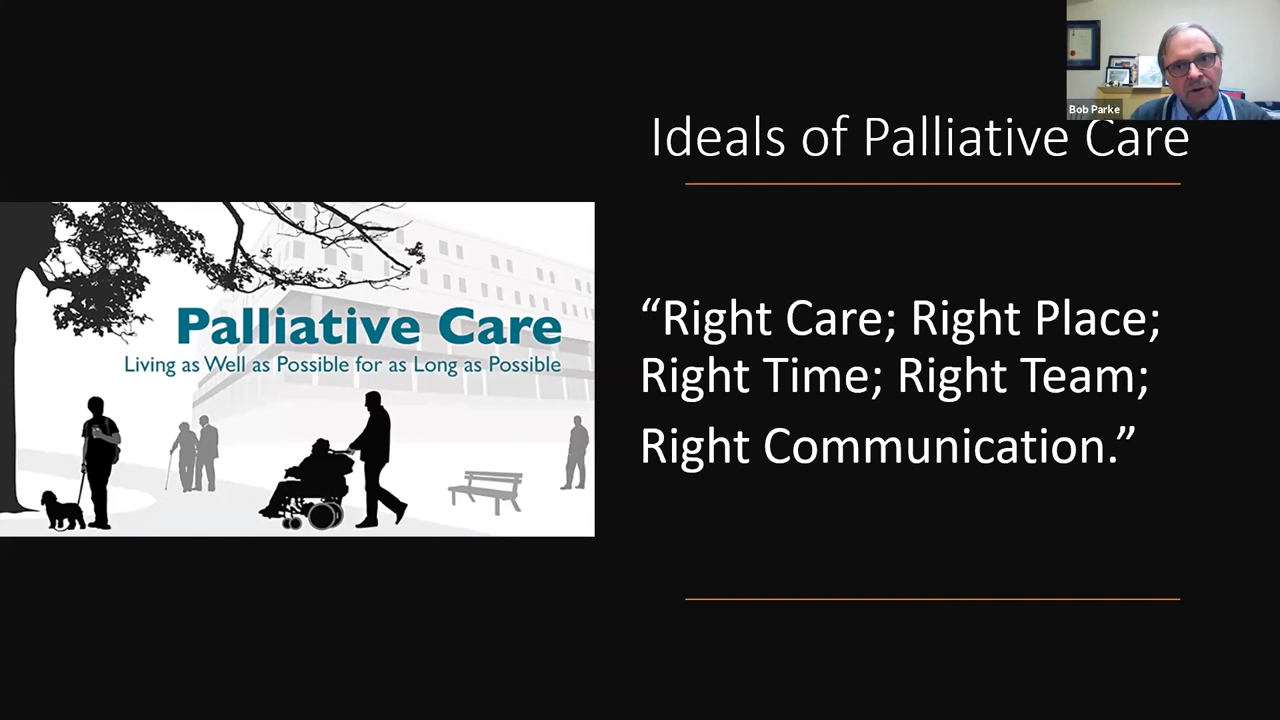 Bob Parke
Ideals of Palliative Care
Palliative Care
Living as Well as Possible for as Long as Possible
“Right Care; Right Place;
Right Time; Right Team;
Right Communication.”